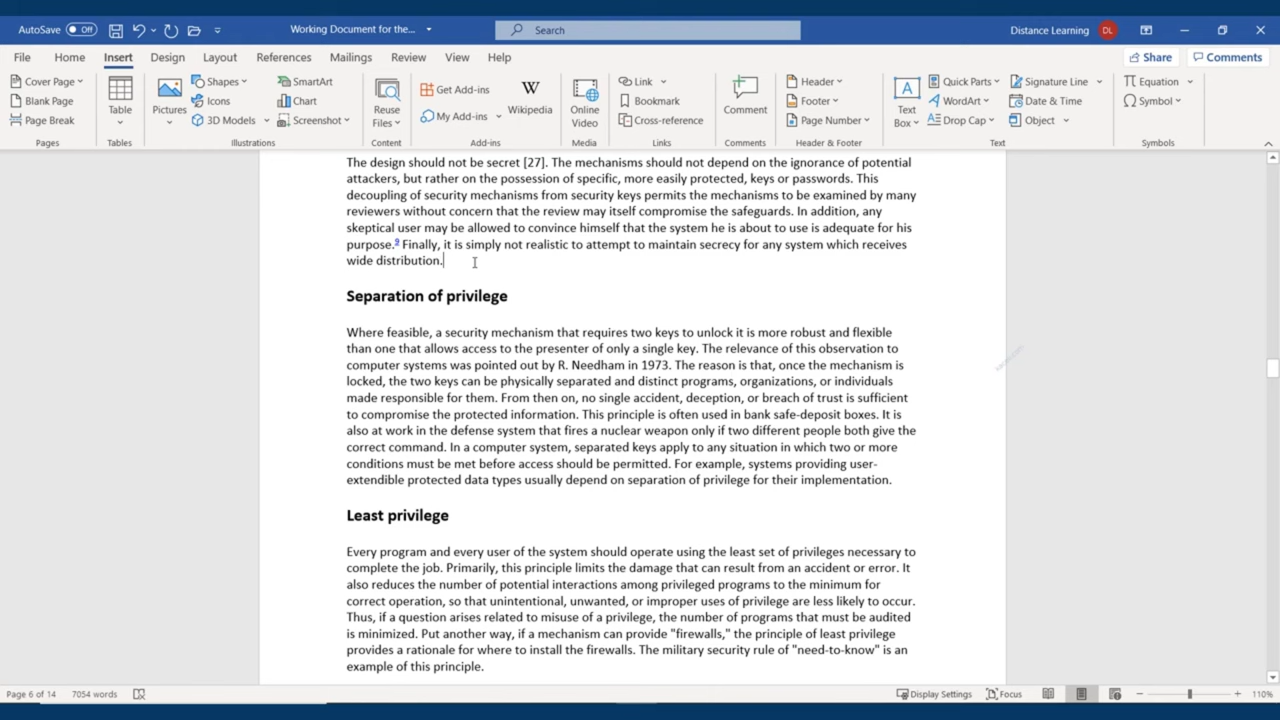 AutoSave Off Working Document for the... Search Distance Learning DL
File Home Insert Design Layout References Mailings Review View Help Share Comments
Cover Page
Blank Page
Page Break
Pages
Table
Tables
Pictures
Shapes
Icons
3D Models
SmartArt
Chart
Screenshot
Illustrations
Reuse
Files
Content
Get Add-ins
My Add-ins
Wikipedia
Add-ins
Online
Video
Media
Link
Bookmark
Cross-reference
Links
Comment
Comments
Header
Footer
Page Number
Header & Footer
Text
Box
Quick Parts
WordArt
Drop Cap
Signature Line
Date & Time
Object
Text
Equation
Symbol
Symbols
The design should not be secret [27]. The mechanisms should not depend on the ignorance of potential
attackers, but rather on the possession of specific, more easily protected, keys or passwords. This
decoupling of security mechanisms from security keys permits the mechanisms to be examined by many
reviewers without concern that the review may itself compromise the safeguards. In addition, any
skeptical user may be allowed to convince himself that the system he is about to use is adequate for his
purpose.9 Finally, it is simply not realistic to attempt to maintain secrecy for any system which receives
wide distribution.
Separation of privilege
Where feasible, a security mechanism that requires two keys to unlock it is more robust and flexible
than one that allows access to the presenter of only a single key. The relevance of this observation to
computer systems was pointed out by R. Needham in 1973. The reason is that, once the mechanism is
locked, the two keys can be physically separated and distinct programs, organizations, or individuals
made responsible for them. From then on, no single accident, deception, or breach of trust is sufficient
to compromise the protected information. This principle is often used in bank safe-deposit boxes. It is
also at work in the defense system that fires a nuclear weapon only if two different people both give the
correct command. In a computer system, separated keys apply to any situation in which two or more
conditions must be met before access should be permitted. For example, systems providing user-
extendible protected data types usually depend on separation of privilege for their implementation.
Least privilege
Every program and every user of the system should operate using the least set of privileges necessary to
complete the job. Primarily, this principle limits the damage that can result from an accident or error. It
also reduces the number of potential interactions among privileged programs to the minimum for
correct operation, so that unintentional, unwanted, or improper uses of privilege are less likely to occur.
Thus, if a question arises related to misuse of a privilege, the number of programs that must be audited
is minimized. Put another way, if a mechanism can provide "firewalls," the principle of least privilege
provides a rationale for where to install the firewalls. The military security rule of "need-to-know" is an
example of this principle.
Page 6 of 14 7054 words Display Settings Focus 110%